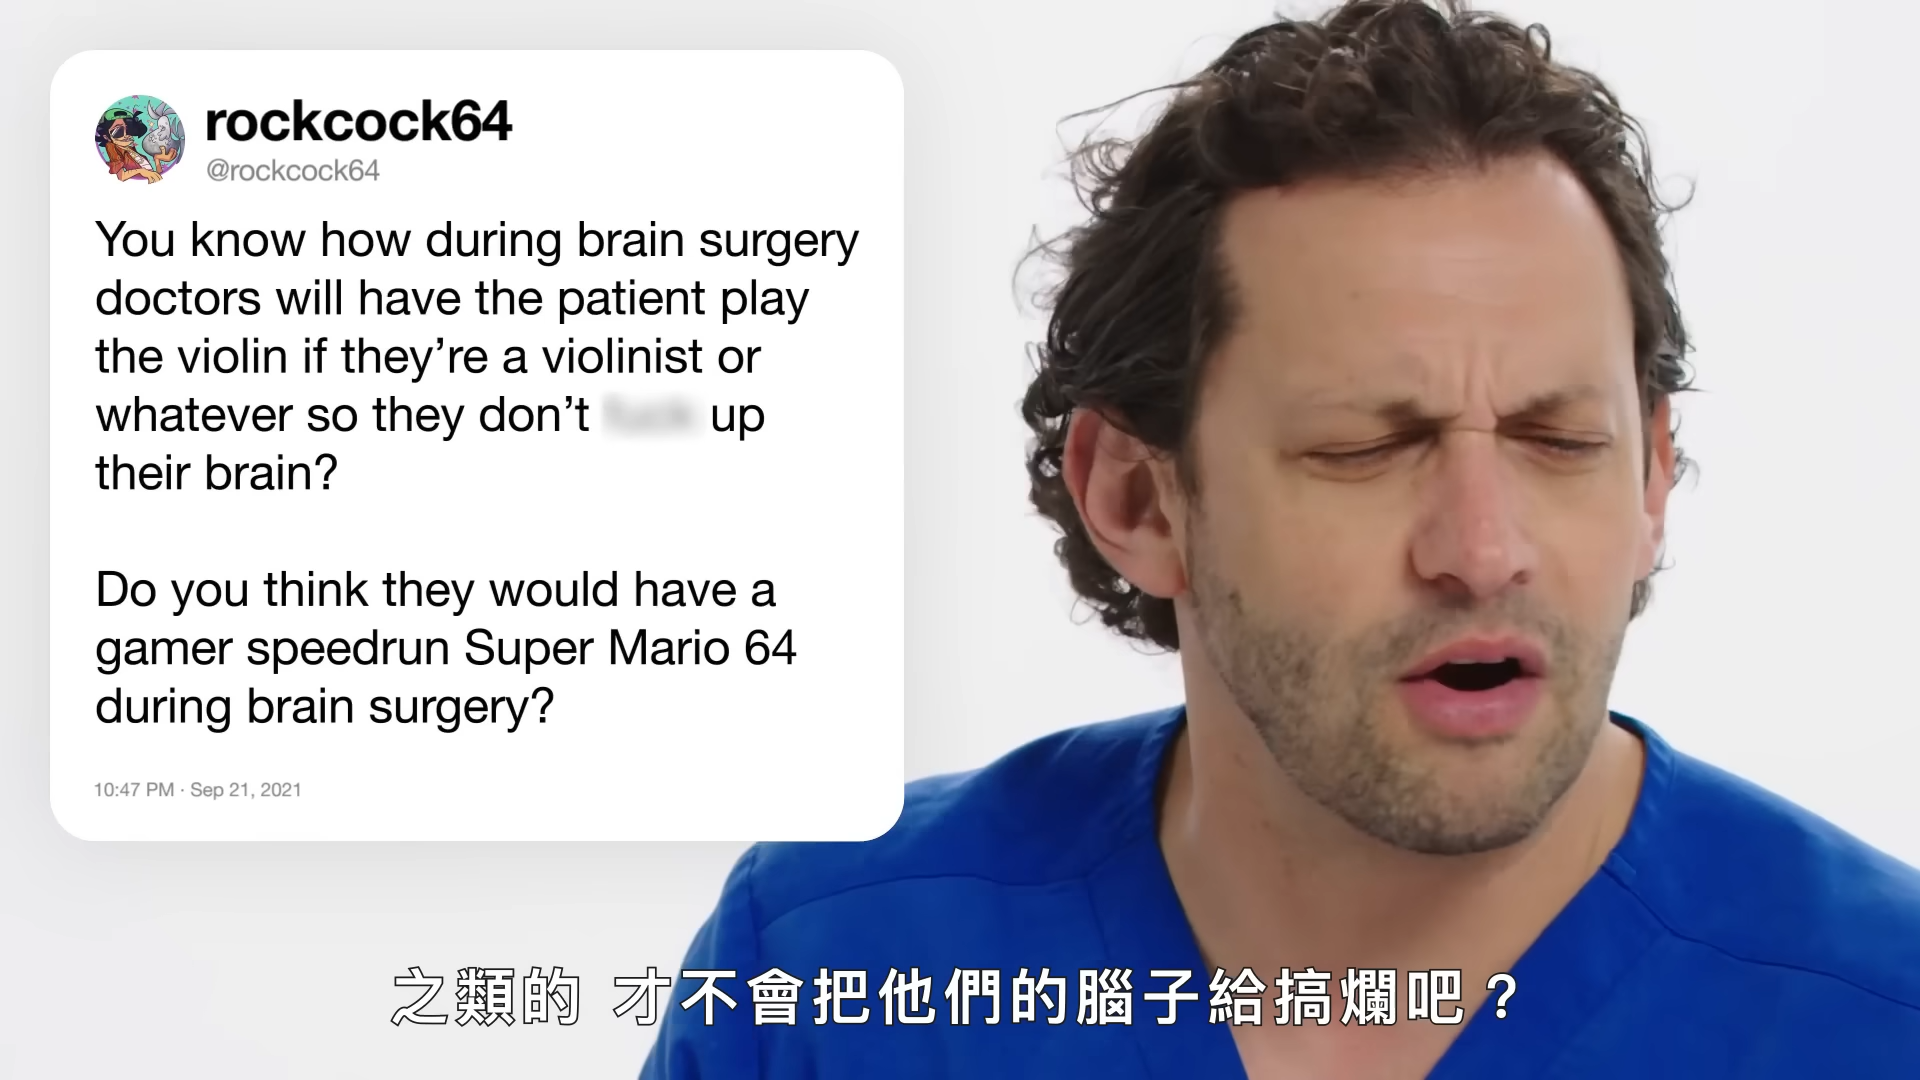 rockcock64
@rockcock64
You know how during brain surgery
doctors will have the patient play
the violin if they’re a violinist or
whatever so they don’t up
their brain?
Do you think they would have a
gamer speedrun Super Mario 64
during brain surgery?
10:47 PM · Sep 21, 2021
之類的 才不會把他們的腦子給搞爛吧？